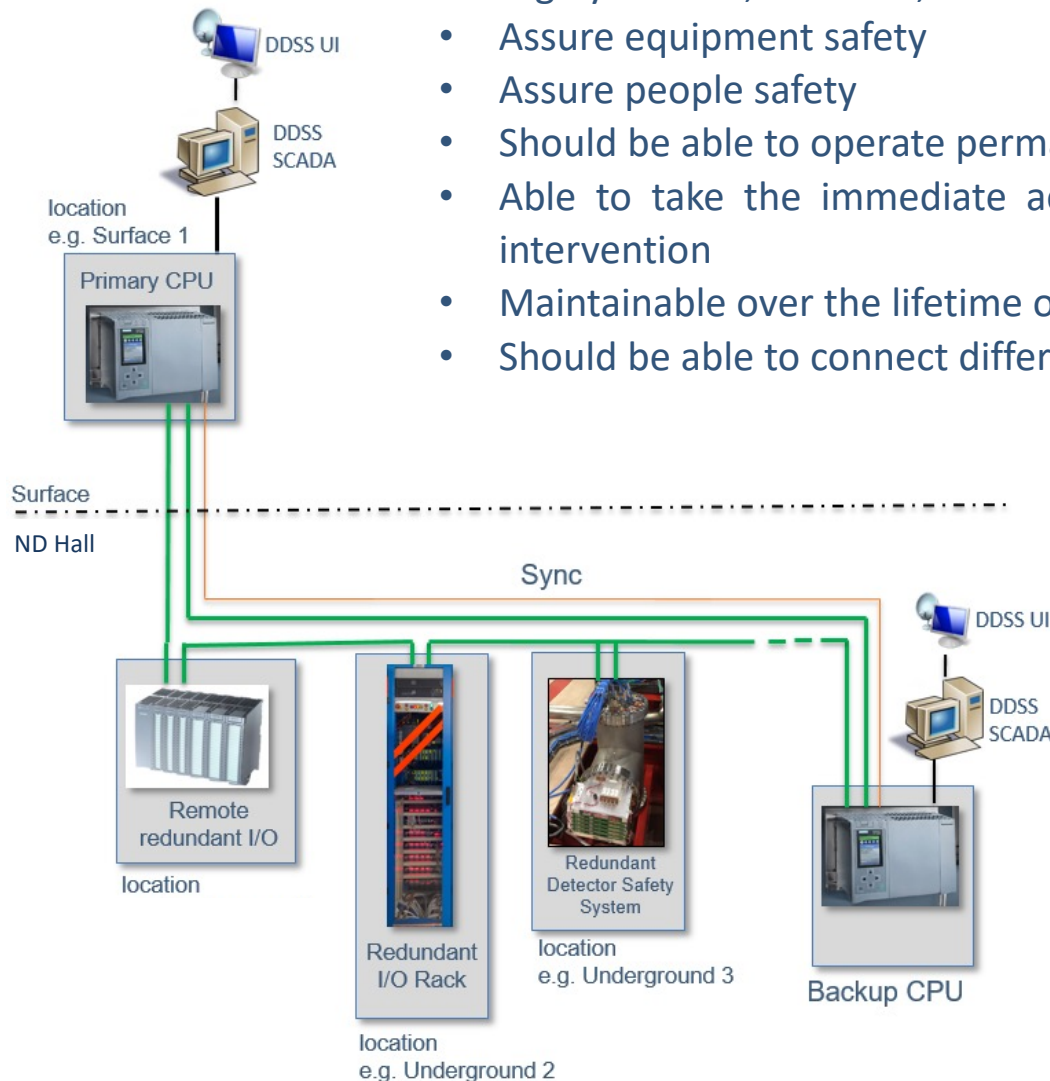 • Assure equipment safety
• Assure people safety
• Should be able to operate
• Able to take the immediate
intervention
• Maintainable over the lifetime
• Should be able to connect
DDSS UI
DDSS
SCADA
location
e.g. Surface 1
Primary CPU
Surface
ND Hall
Sync
DDSS UI
DDSS
SCADA
Remote
redundant I/O
location
Redundant
I/O Rack
location
e.g. Underground 2
Redundant
Detector Safety
System
location
e.g. Underground 3
Backup CPU